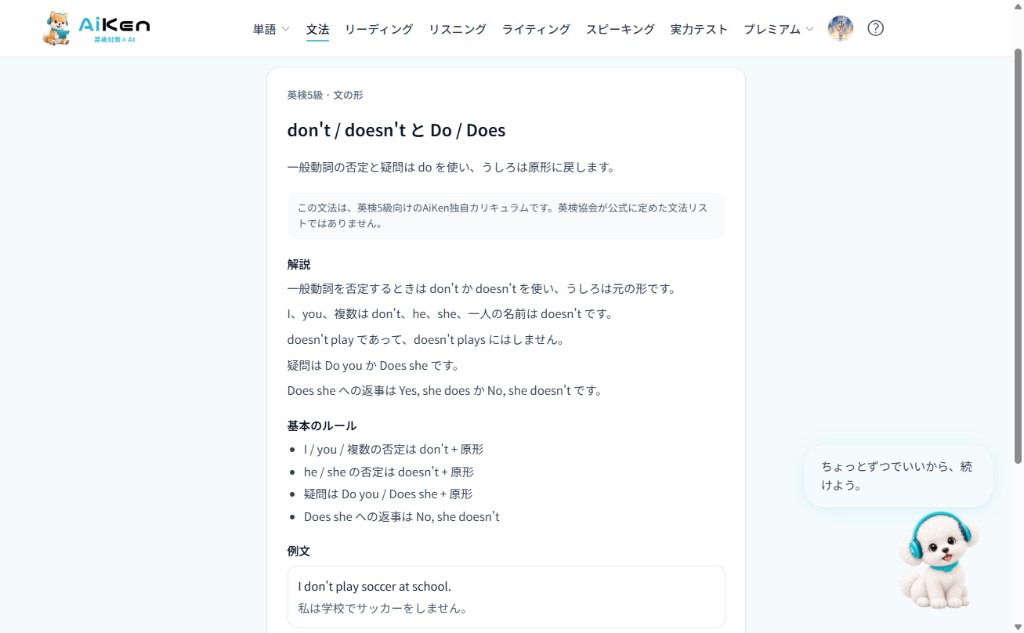 AiKen
英検対策×AI
単語
文法
リーディング
リスニング
ライティング
スピーキング
実力テスト
プレミアム
?
英検5級・文の形
don't / doesn't と Do / Does
一般動詞の否定と疑問は do を使い、うしろは原形に戻します。
この文法は、英検5級向けのAiKen独自カリキュラムです。英検協会が公式に定めた文法リス
トではありません。
解説
一般動詞を否定するときは don't か doesn't を使い、うしろは元の形です。
I、you、複数は don't、he、she、一人の名前は doesn't です。
doesn't play であって、doesn't plays にはしません。
疑問は Do you か Does she です。
Does she への返事は Yes, she does か No, she doesn't です。
基本のルール
• I / you / 複数の否定は don't + 原形
• he / she の否定は doesn't + 原形
• 疑問は Do you / Does she + 原形
• Does she への返事は No, she doesn't
例文
I don't play soccer at school.
私は学校でサッカーをしません。
ちょっとずつでいいから、続
けよう。